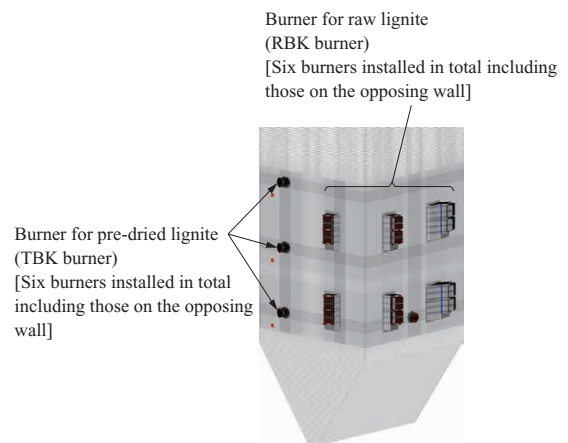 Burner for raw lignite
(RBK burner)
[Six burners installed in total including
those on the opposing wall]
Burner for pre-dried lignite
(TBK burner)
[Six burners installed in total
including those on the opposing
wall]